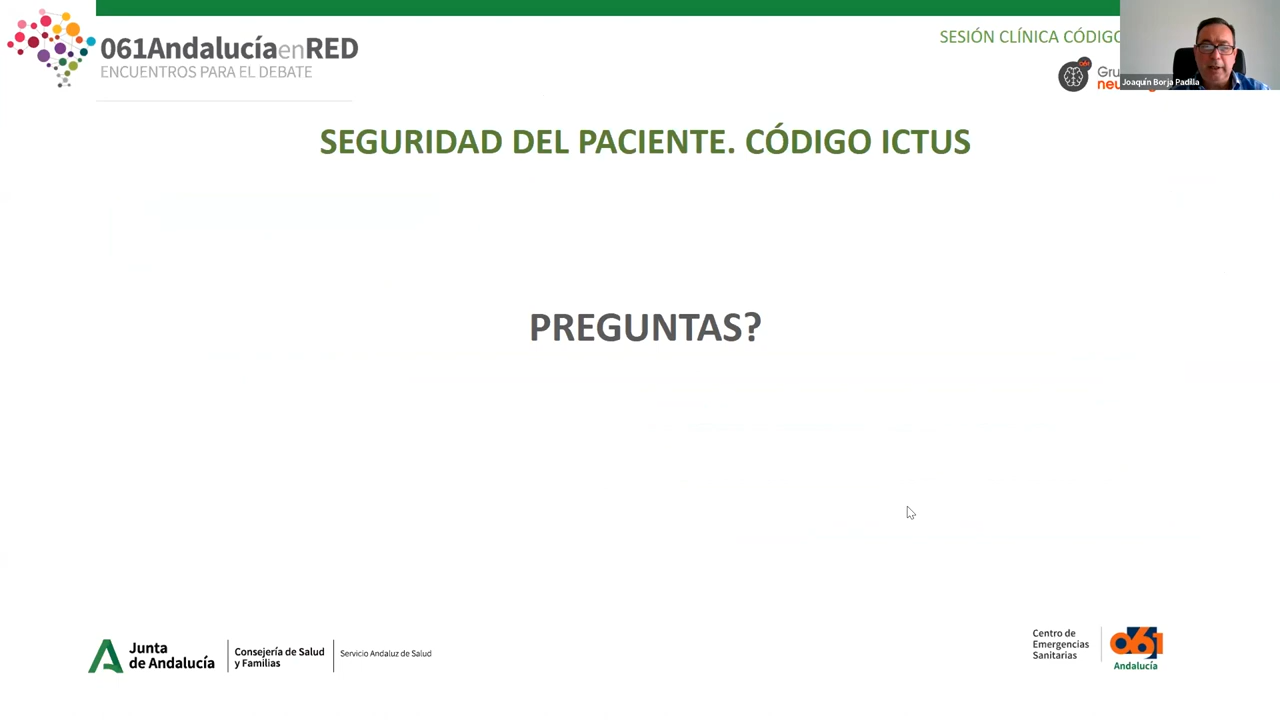 061AndalucíaenRED
ENCUENTROS PARA EL DEBATE
SESIÓN CLÍNICA CÓDIGO
Joaquín Borja Padilla
SEGURIDAD DEL PACIENTE. CÓDIGO ICTUS
PREGUNTAS?
Junta
de Andalucía
Consejería de Salud
y Familias
Servicio Andaluz de Salud
Centro de
Emergencias
Sanitarias
061
Andalucía